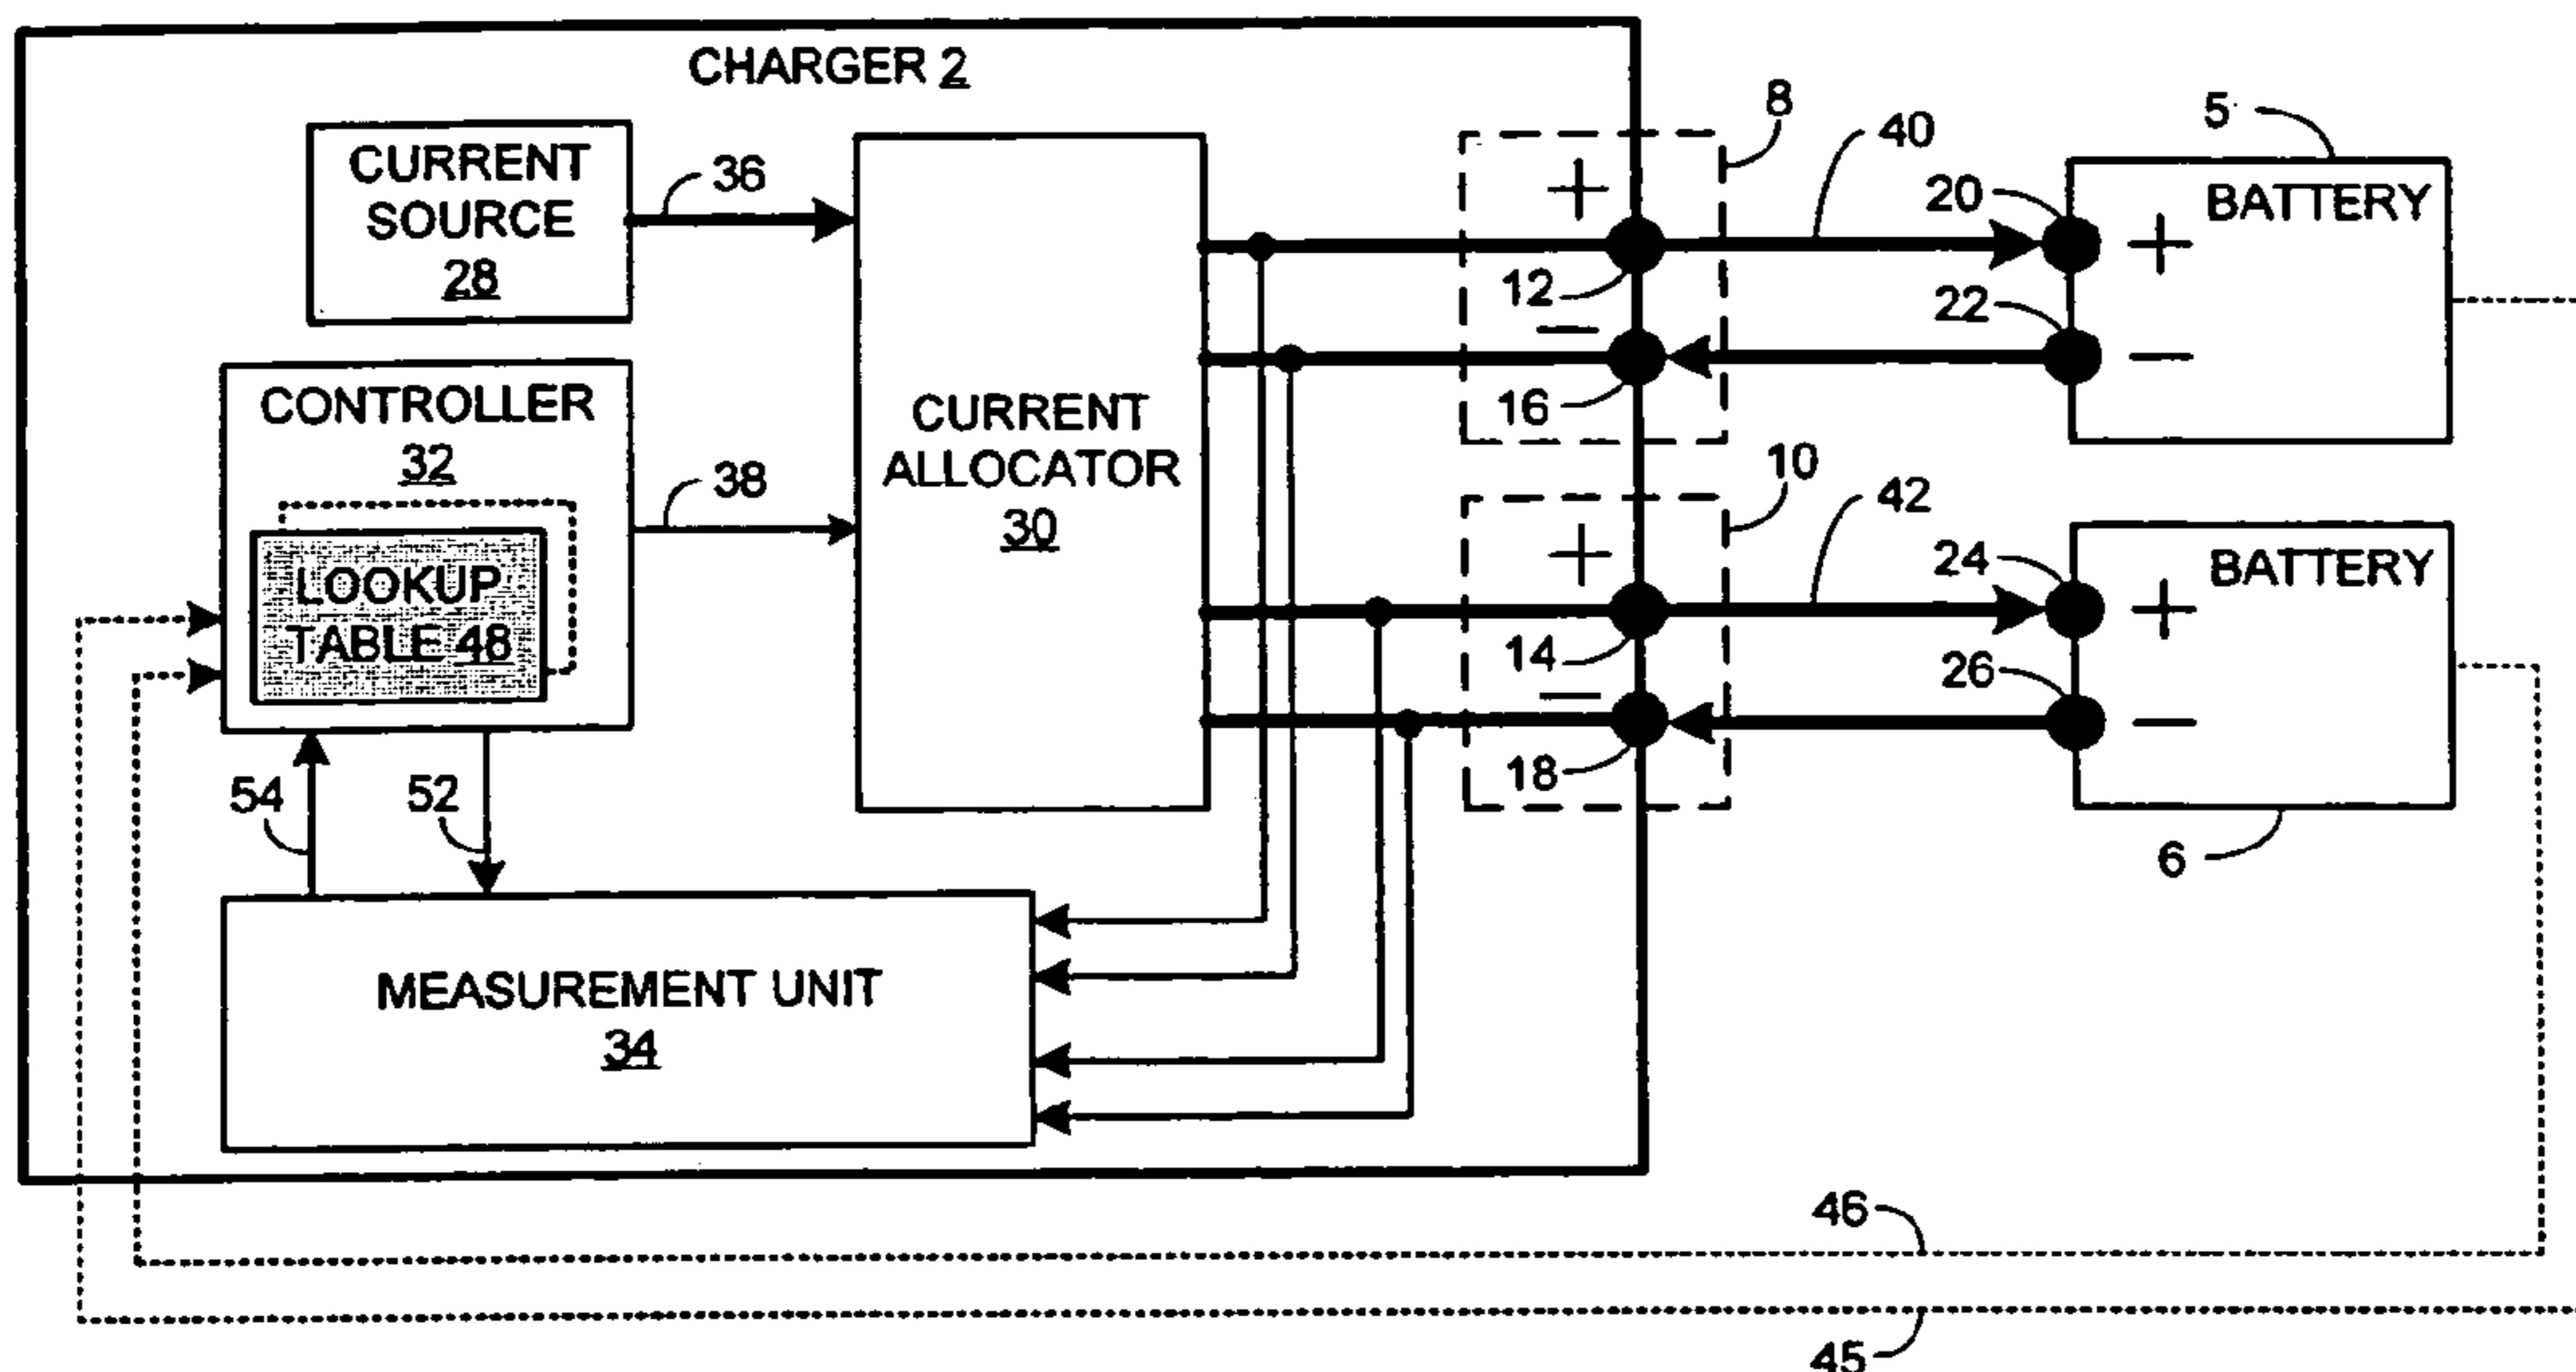 CHARGER 2
CURRENT
SOURCE
28
36
CONTROLLER
32
LOOKUP
TABLE 48
38
CURRENT
ALLOCATOR
30
54
52
MEASUREMENT UNIT
34
8
+
12
−
16
10
+
14
−
18
40
42
5
BATTERY
20
+
22
−
BATTERY
24
+
26
−
6
46
45